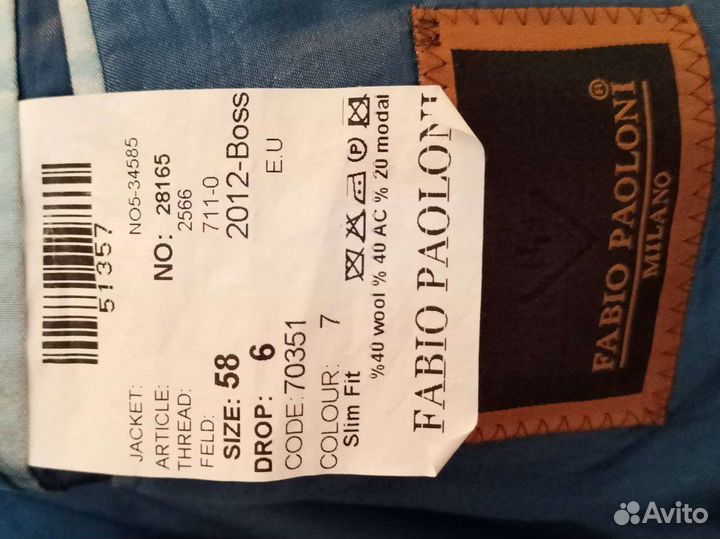 51357
JACKET: NO5-34585
ARTICLE: NO: 28165
THREAD: 2566
FELD: 711-0
SIZE: 58 2012-Boss
DROP: 6 E.U
CODE: 70351
COLOUR: 7
Slim Fit
%40 wool % 40 AC % 20 modal
FABIO PAOLONI
FABIO PAOLONI®
MILANO
Avito